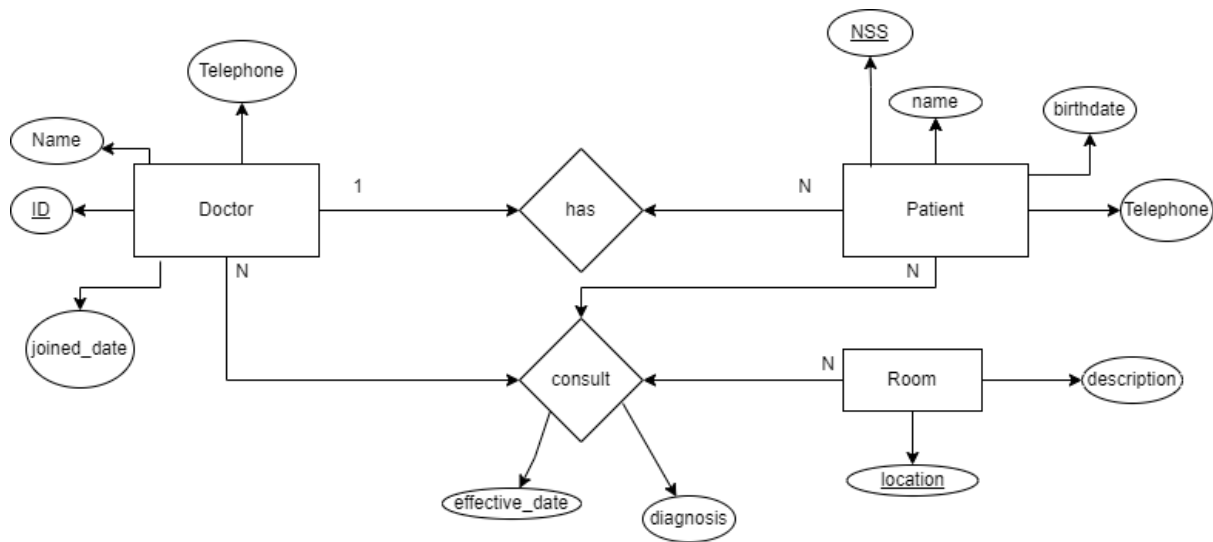 NSS
Telephone
name
birthdate
Name
1
N
ID
Doctor
has
Patient
Telephone
N
N
joined_date
consult
N
Room
description
location
effective_date
diagnosis